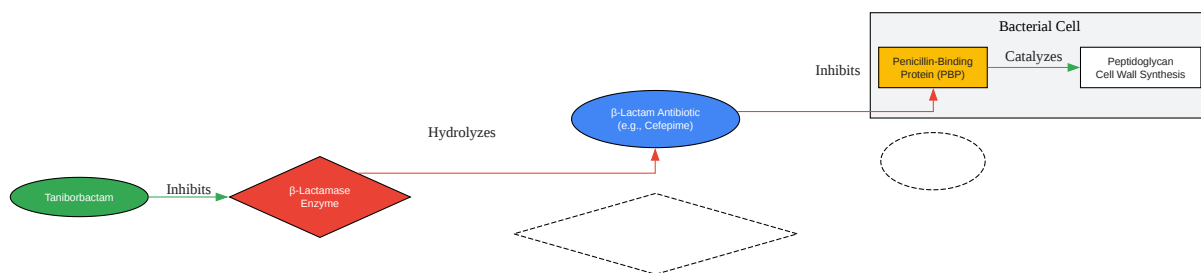 Taniborbactam
Inhibits
β-Lactamase
Enzyme
Hydrolyzes
β-Lactam Antibiotic
(e.g., Cefepime)
Inhibits
Bacterial Cell
Penicillin-Binding
Protein (PBP)
Catalyzes
Peptidoglycan
Cell Wall Synthesis